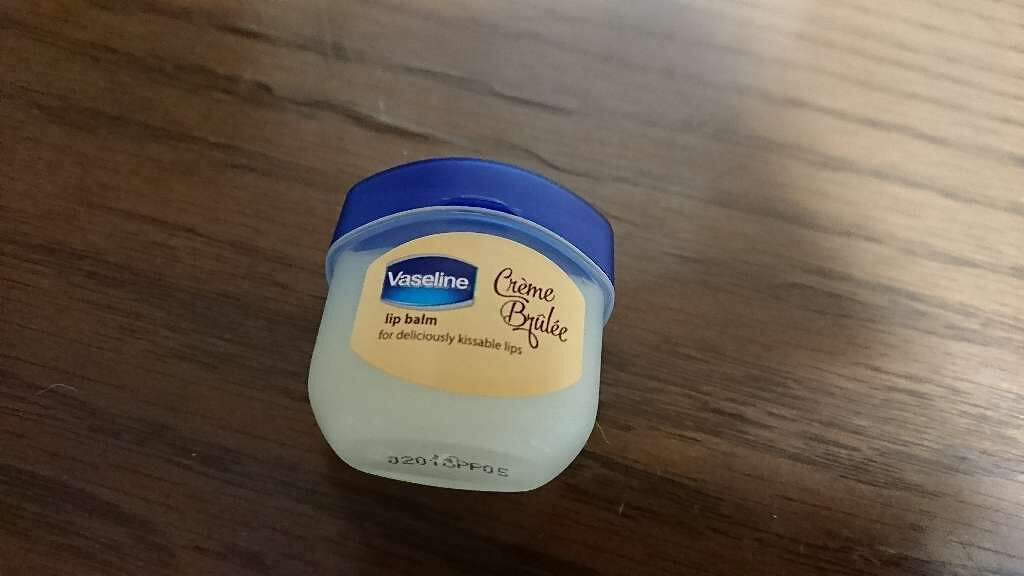 Vaseline
lip balm
for deliciously kissable lips
Crème
Brûlée